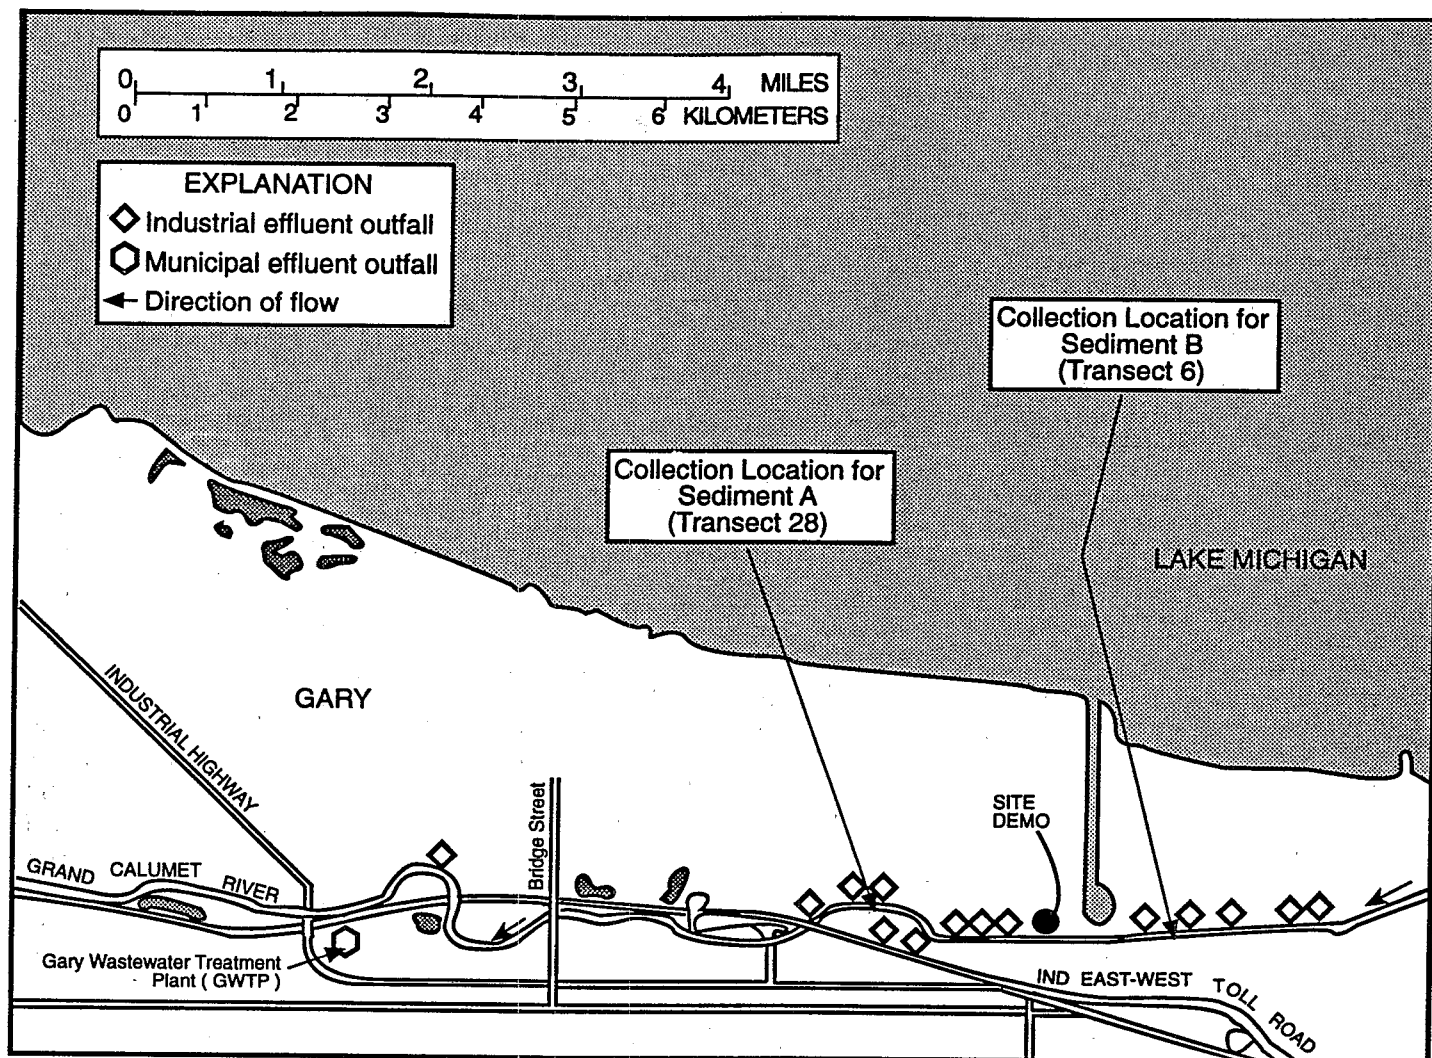 0 1 2 3 4 MILES
0 1 2 3 4 5 6 KILOMETERS
EXPLANATION
Industrial effluent outfall
Municipal effluent outfall
Direction of flow
Collection Location for
Sediment B
(Transect 6)
Collection Location for
Sediment A
(Transect 28)
LAKE MICHIGAN
GARY
INDUSTRIAL HIGHWAY
Bridge Street
SITE
DEMO
GRAND CALUMET RIVER
Gary Wastewater Treatment
Plant ( GWTP )
IND EAST-WEST TOLL ROAD